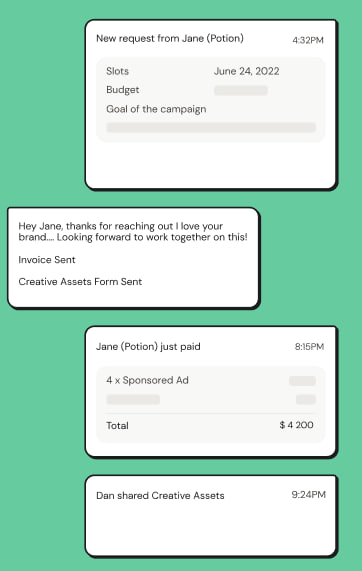 New request from Jane (Potion) 4:32PM
Slots June 24, 2022
Budget
Goal of the campaign
Hey Jane, thanks for reaching out I love your
brand.... Looking forward to work together on this!
Invoice Sent
Creative Assets Form Sent
Jane (Potion) just paid 8:15PM
4 x Sponsored Ad
Total $ 4 200
Dan shared Creative Assets 9:24PM